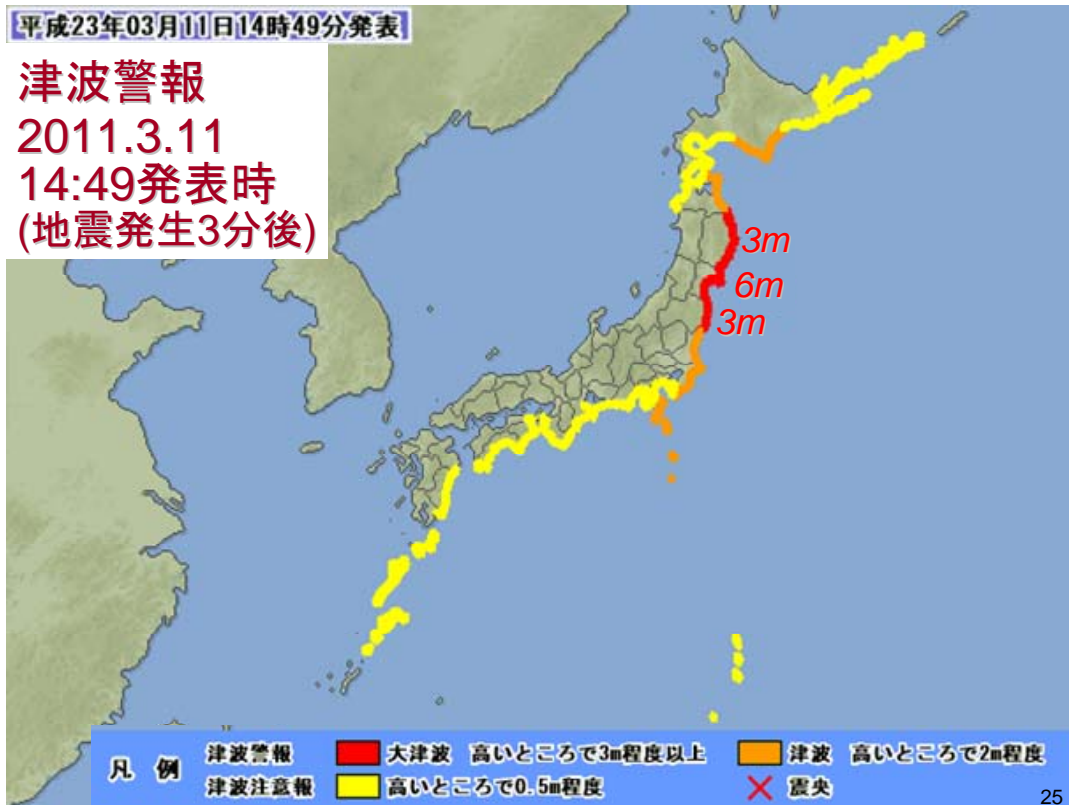 平成23年03月11日14時49分発表
津波警報
2011.3.11
14:49発表時
(地震発生3分後)
3m
6m
3m
凡 例
津波警報 大津波 高いところで3m程度以上 津波 高いところで2m程度
津波注意報 高いところで0.5m程度 震央
25